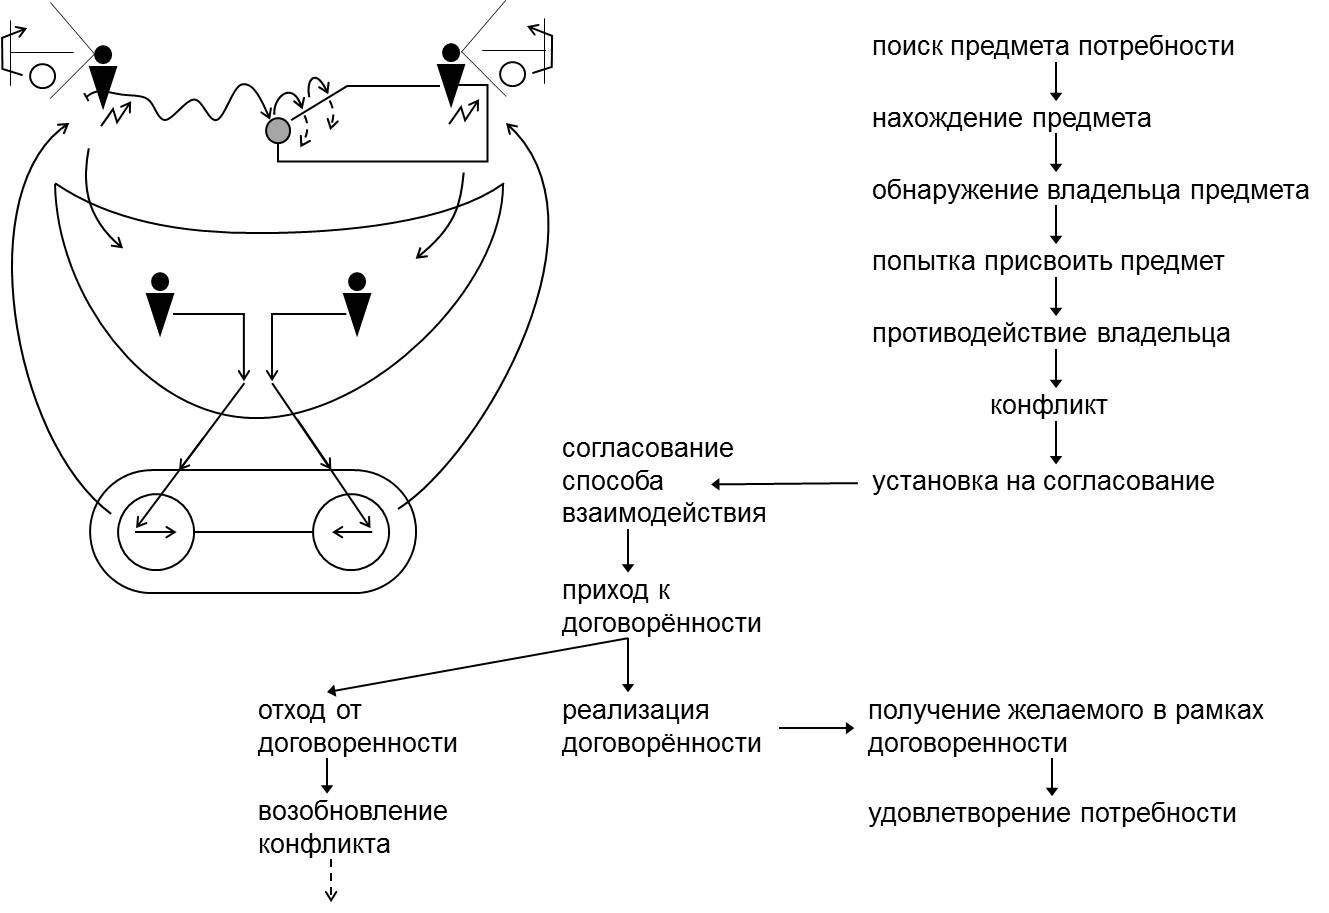 поиск предмета потребности
нахождение предмета
обнаружение владельца предмета
попытка присвоить предмет
противодействие владельца
конфликт
установка на согласование
согласование
способа
взаимодействия
приход к
договорённости
отход от
договоренности
возобновление
конфликта
реализация
договорённости
получение желаемого в рамках
договоренности
удовлетворение потребности